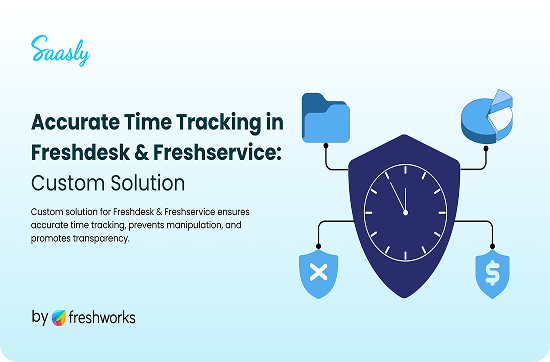 Saasly
Accurate Time Tracking in
Freshdesk & Freshservice:
Custom Solution
Custom solution for Freshdesk & Freshservice ensures
accurate time tracking, prevents manipulation, and
promotes transparency.
$
by freshworks